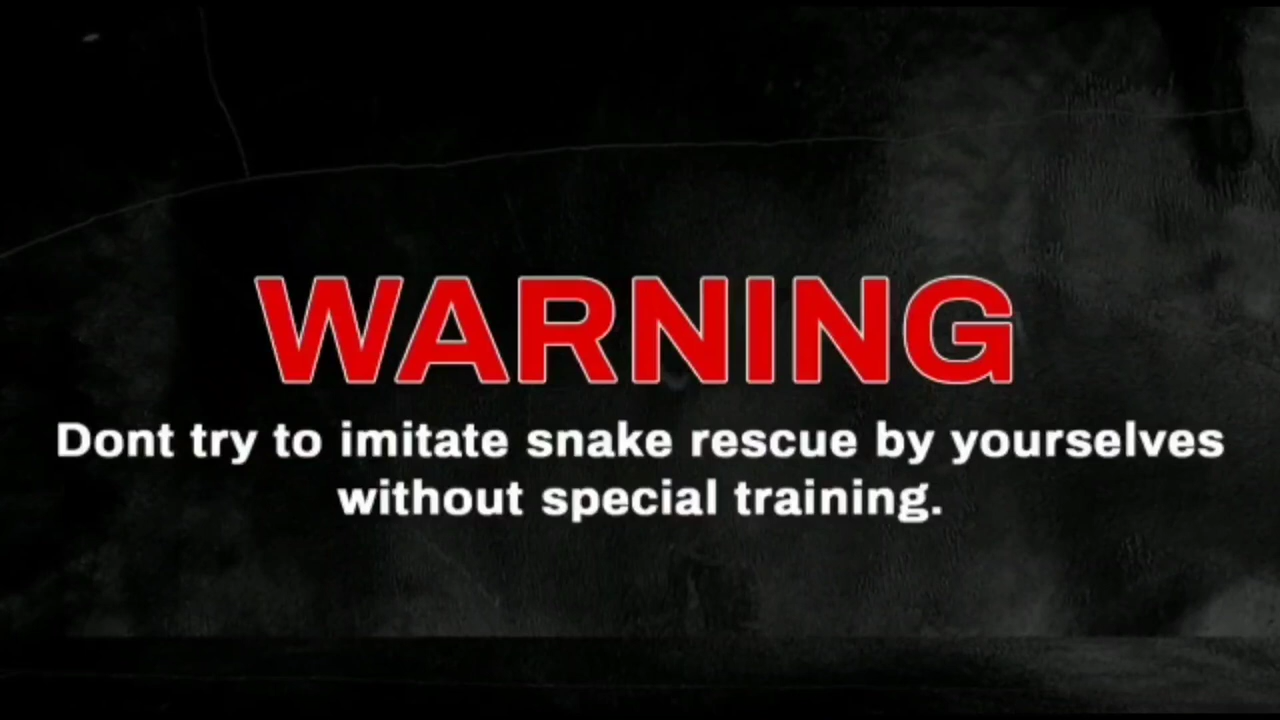 WARNING
Dont try to imitate snake rescue by yourselves
without special training.